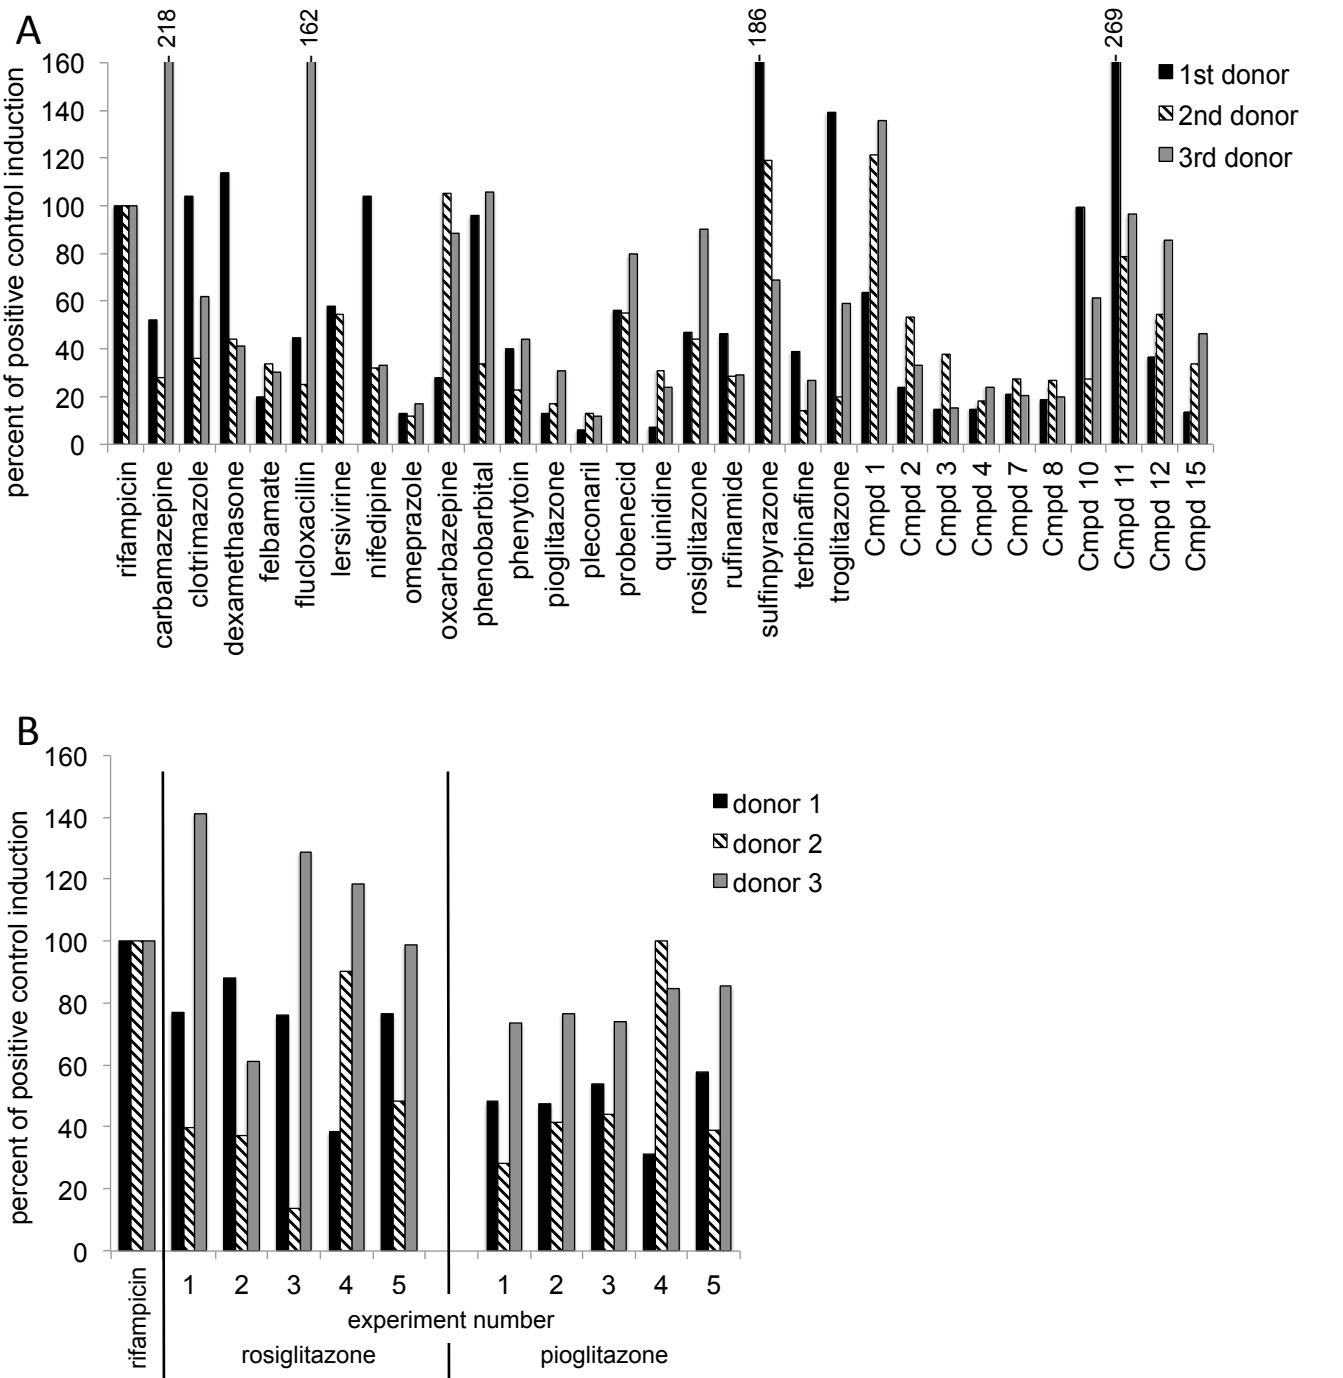 A
218
162
186
269
percent of positive control induction
160
140
120
100
80
60
40
20
0
1st donor
2nd donor
3rd donor
rifampicin
carbamazepine
clotrimazole
dexamethasone
felbamate
flucloxacillin
lersivirine
nifedipine
omeprazole
oxcarbazepine
phenobarbital
phenytoin
pioglitazone
pleconaril
probenecid
quinidine
rosiglitazone
rufinamide
sulfinpyrazone
terbinafine
troglitazone
Cmpd 1
Cmpd 2
Cmpd 3
Cmpd 4
Cmpd 7
Cmpd 8
Cmpd 10
Cmpd 11
Cmpd 12
Cmpd 15
B
percent of positive control induction
160
140
120
100
80
60
40
20
0
donor 1
donor 2
donor 3
rifampicin
1 2 3 4 5 1 2 3 4 5
experiment number
rosiglitazone pioglitazone